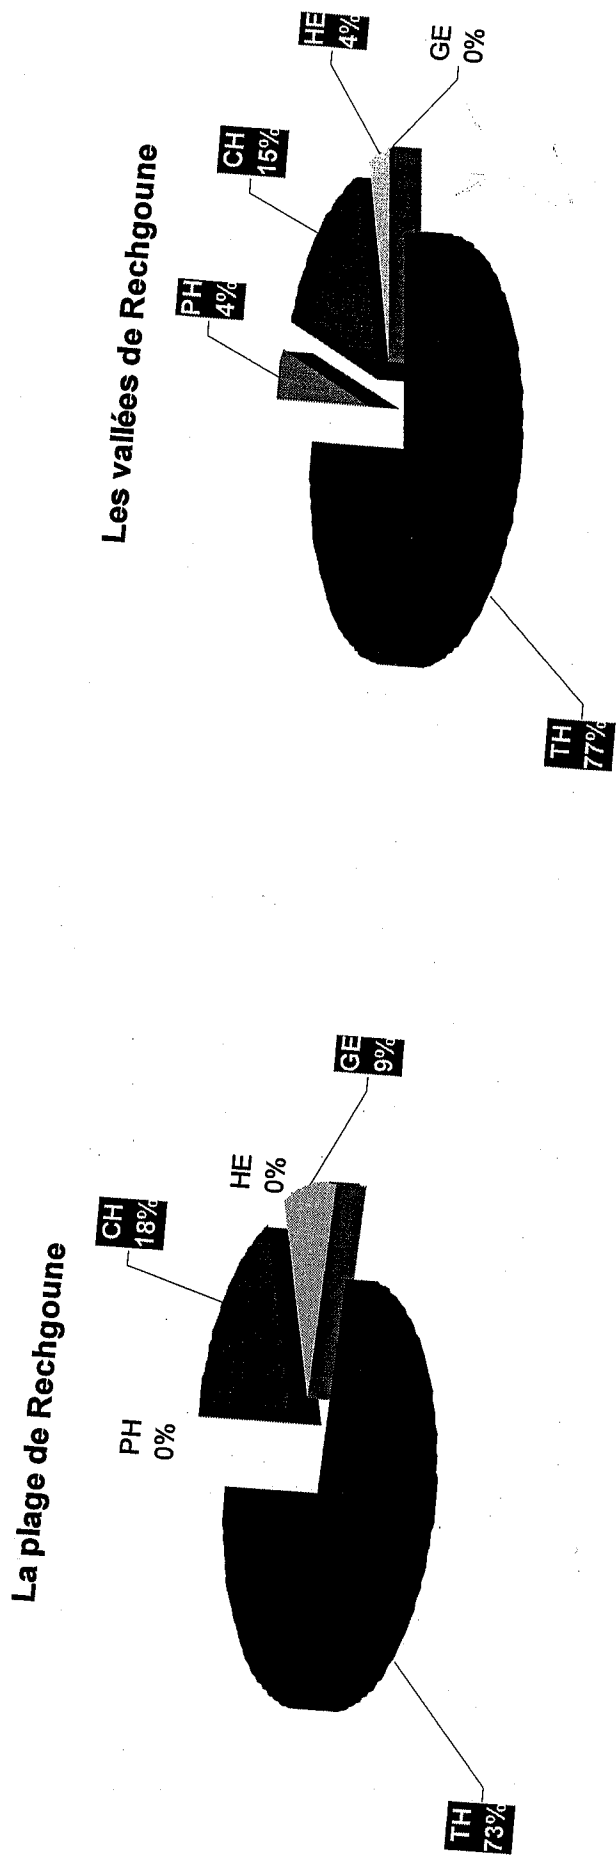 La plage de Rechgoune
PH
0%
CH
18%
HE
0%
GE
9%
TH
73%
Les vallées de Rechgoune
PH
4%
CH
15%
HE
4%
GE
0%
TH
77%